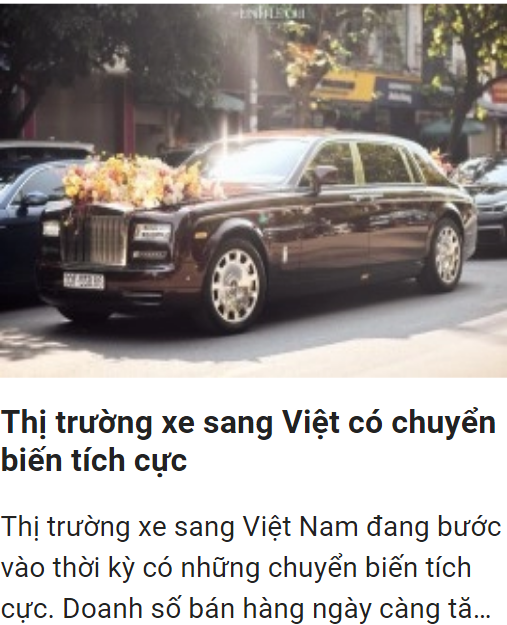 Thị trường xe sang Việt có chuyển
biến tích cực
Thị trường xe sang Việt Nam đang bước
vào thời kỳ có những chuyển biến tích
cực. Doanh số bán hàng ngày càng tă...